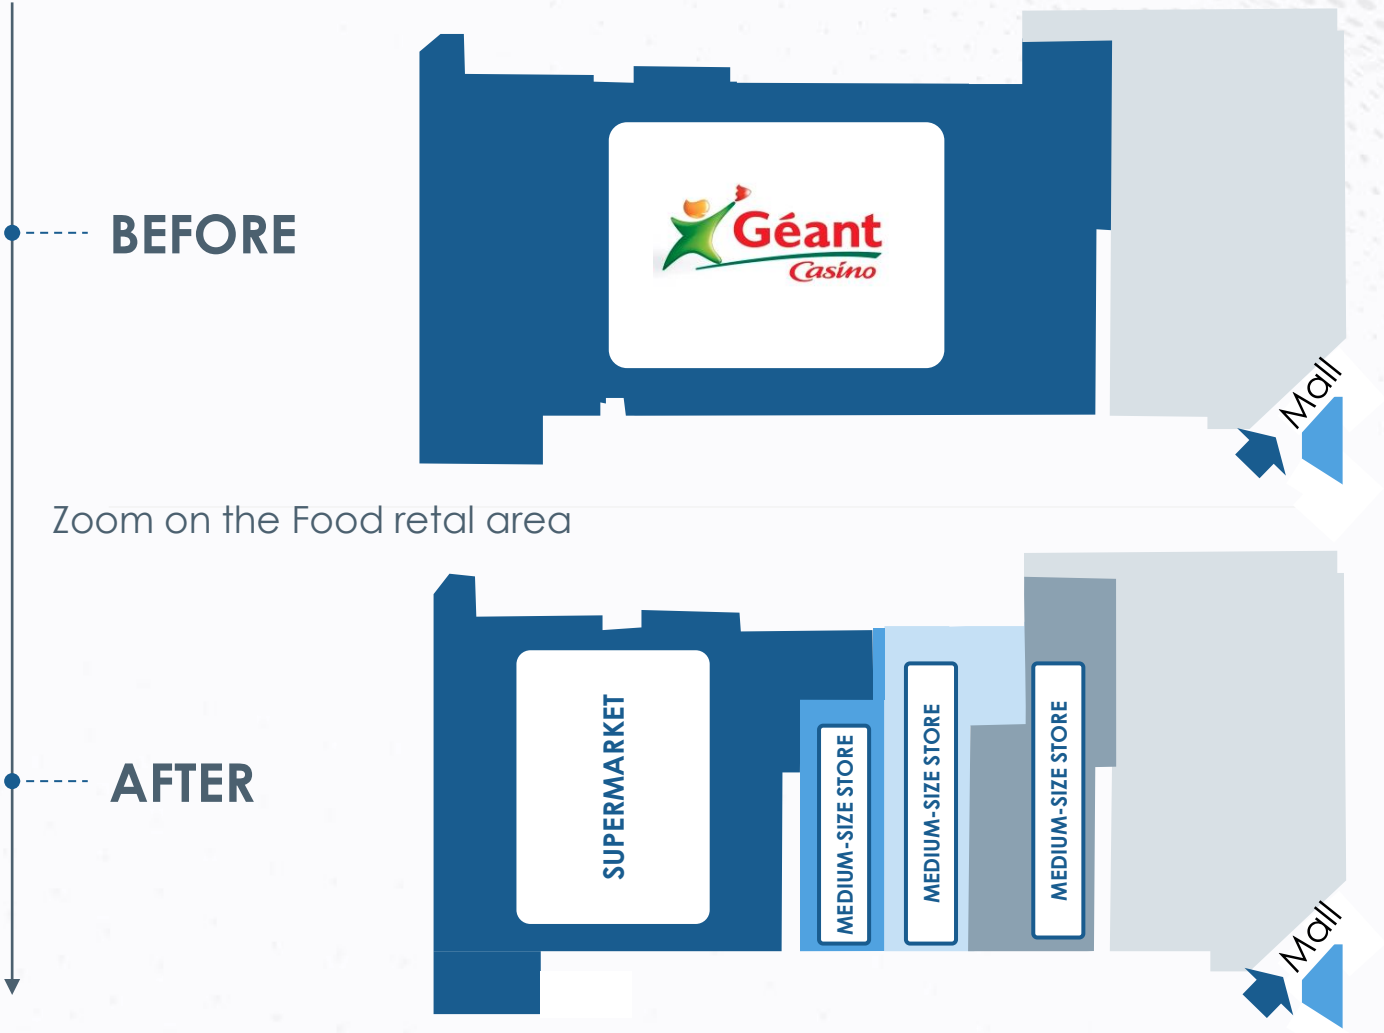 BEFORE
Géant
Casino
Mall
Zoom on the Food retal area
AFTER
SUPERMARKET
MEDIUM-SIZE STORE
MEDIUM-SIZE STORE
MEDIUM-SIZE STORE
Mall